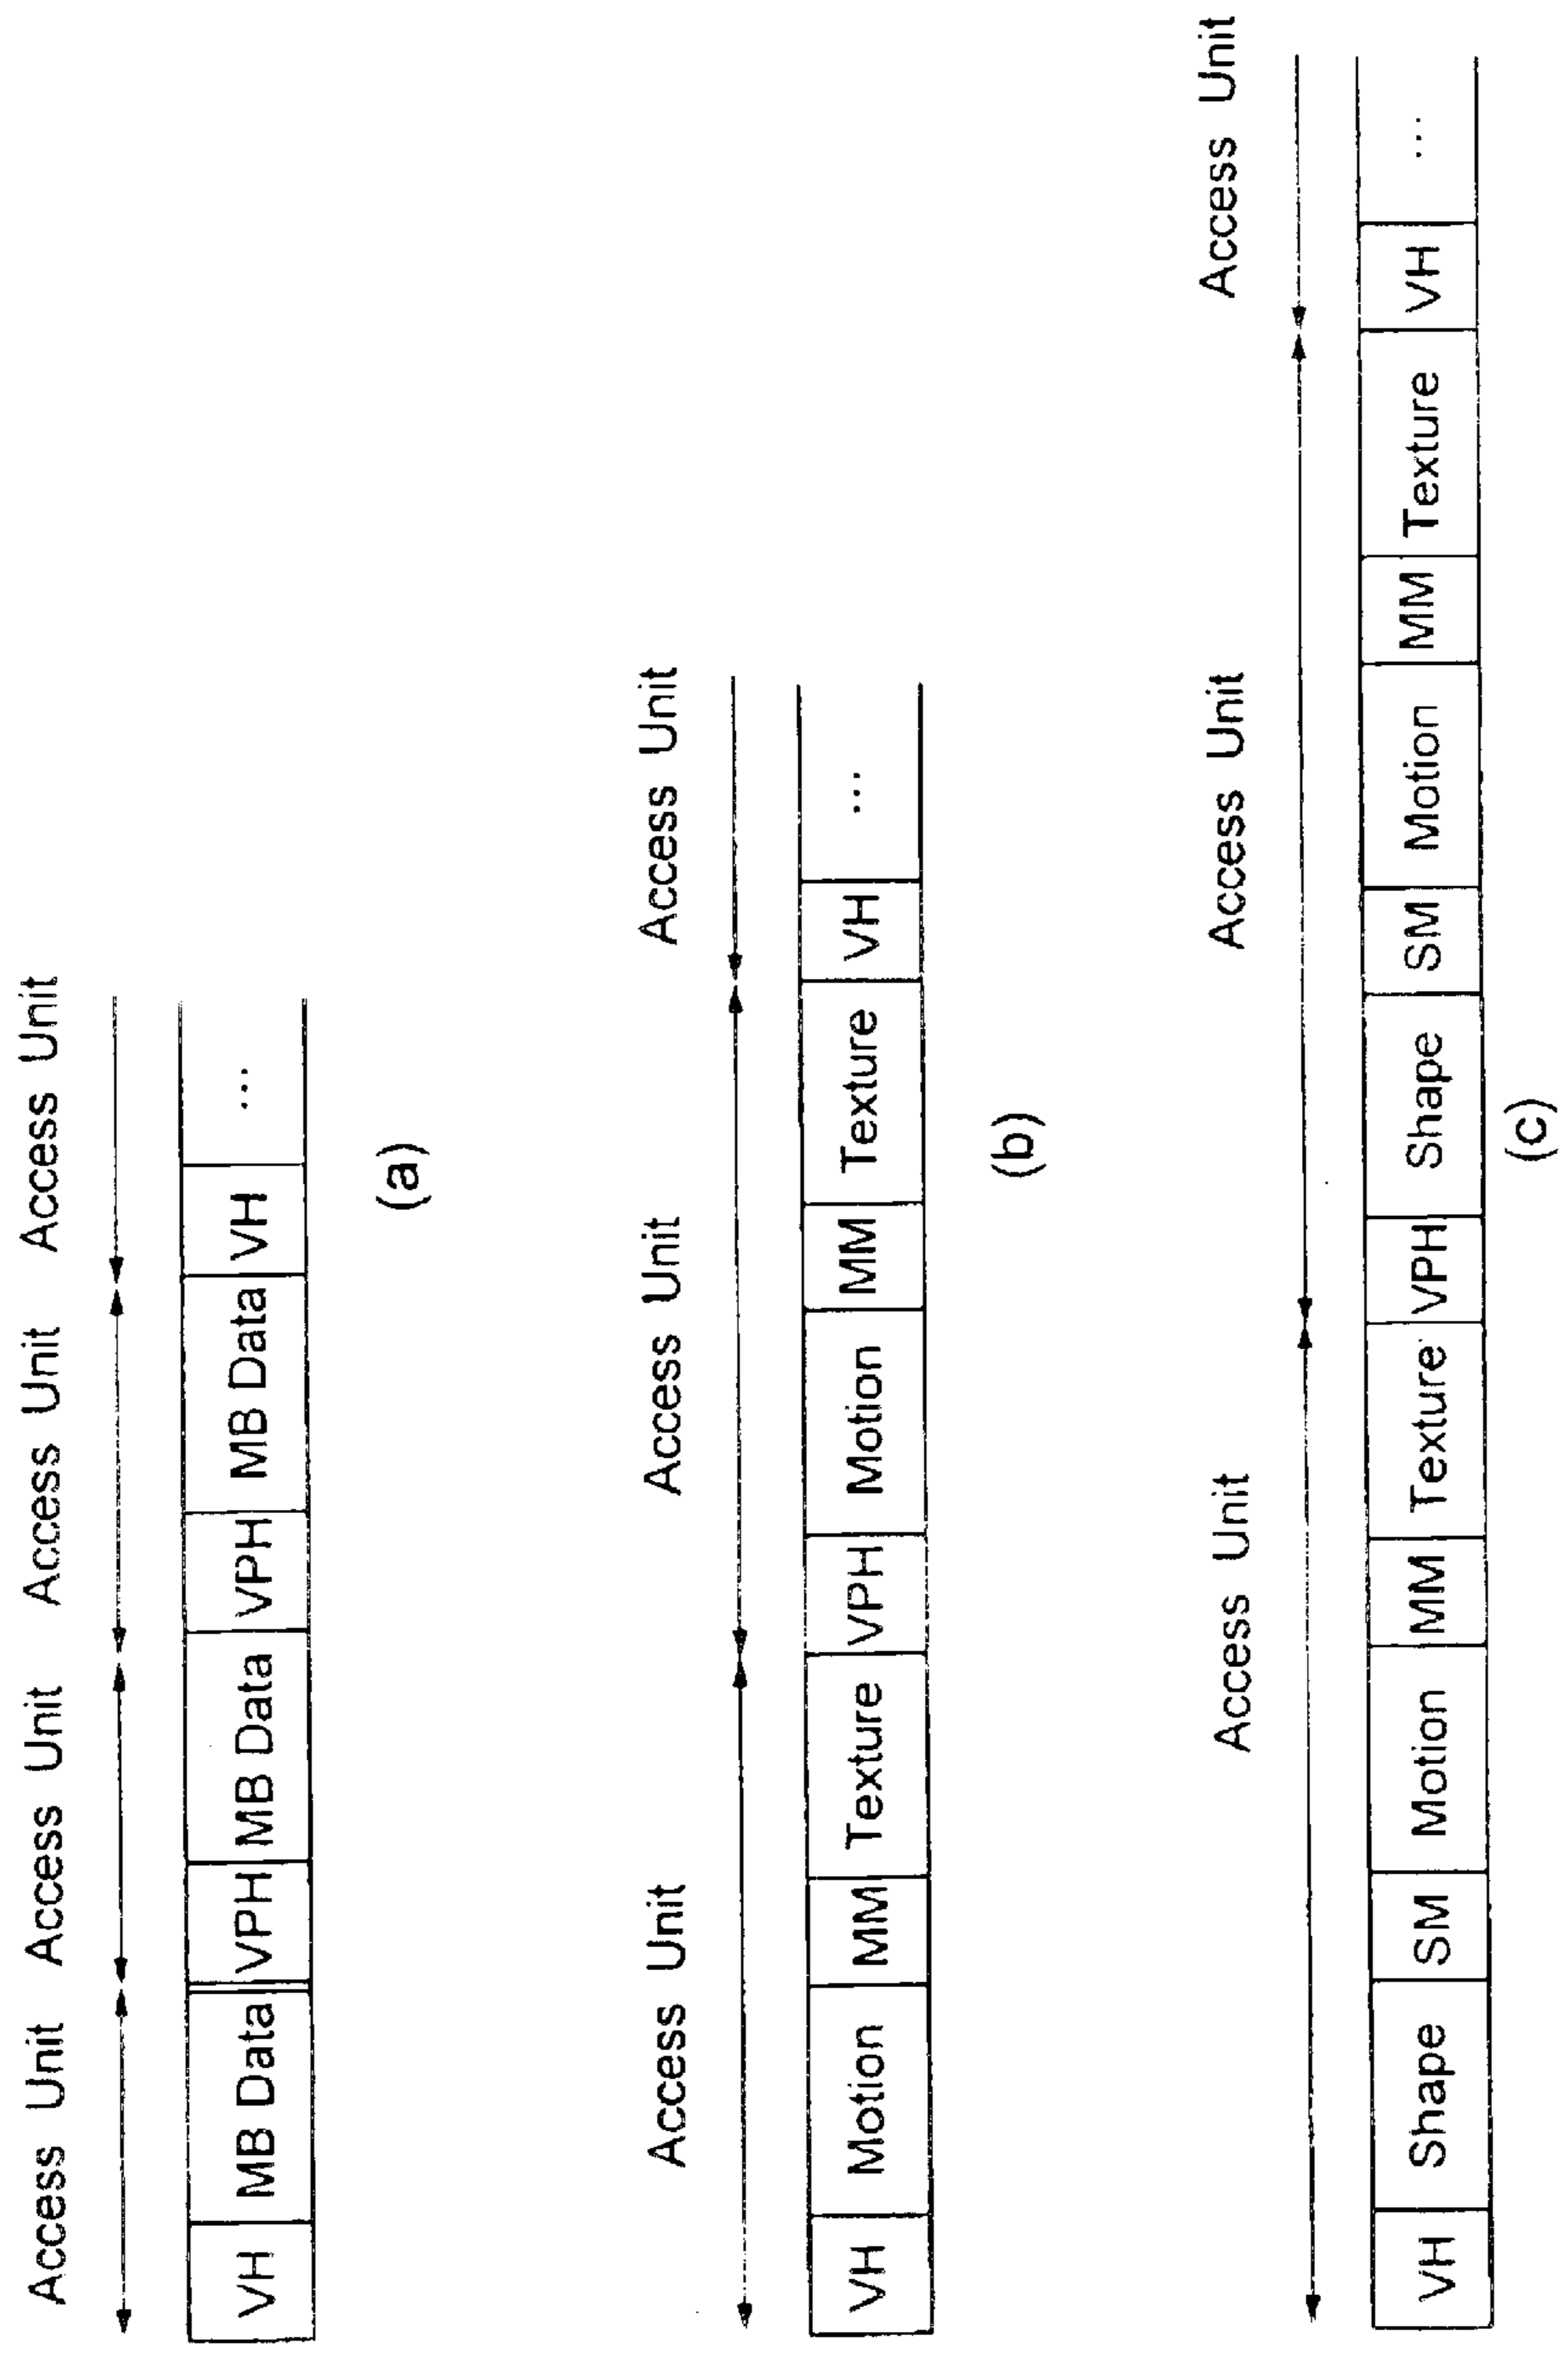 Access Unit Access Unit Access Unit Access Unit
VH MB Data VPH MB Data VPH MB Data VH ...
(a)
Access Unit Access Unit Access Unit
VH Motion MM Texture VPH Motion MM Texture VH ...
(b)
Access Unit Access Unit Access Unit
VH Shape SM Motion MM Texture VPH Shape SM Motion MM Texture VH ...
(c)